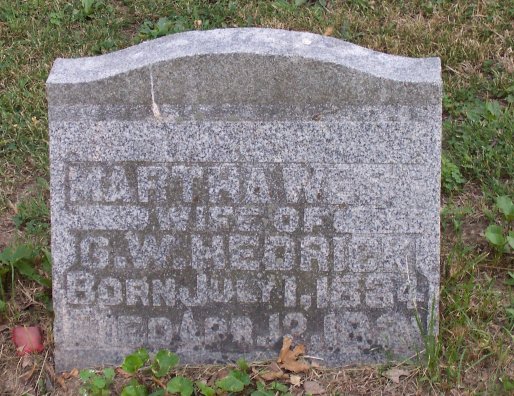 MARTHA W.
WIFE OF
G. W. HEDRICK
BORN JULY 1, 1834
DIED APR. 12,